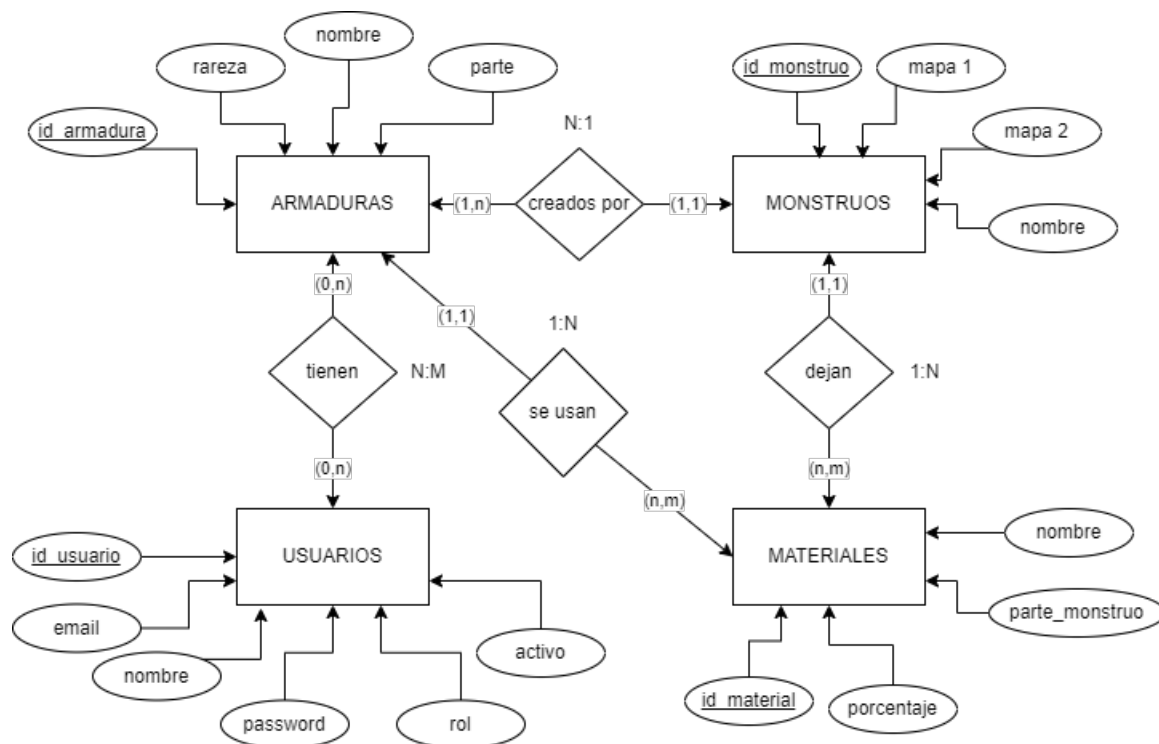 nombre
rareza
parte
id_monstruo
mapa 1
id_armadura
N:1
mapa 2
ARMADURAS
(1,n)
creados por
(1,1)
MONSTRUOS
nombre
(0,n)
(1,1)
(1,1)
1:N
tienen
N:M
dejan
1:N
se usan
(0,n)
(n,m)
(n,m)
nombre
id_usuario
USUARIOS
MATERIALES
email
parte_monstruo
nombre
activo
id_material
porcentaje
password
rol